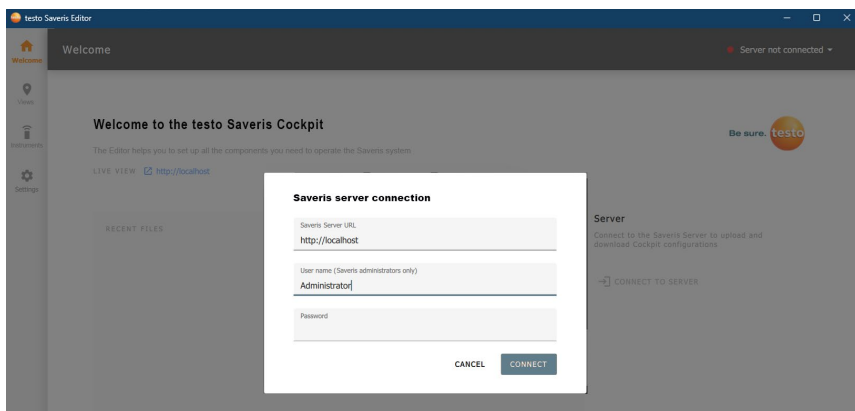 testo Saveris Editor
Welcome
Welcome
Server not connected
Views
Instruments
Settings
Welcome to the testo Saveris Cockpit
The Editor helps you to set up all the components you need to operate the Saveris system.
LIVE VIEW http://localhost
Be sure. testo
RECENT FILES
Saveris server connection
Saveris Server URL
http://localhost
User name (Saveris administrators only)
Administrator
Password
CANCEL
CONNECT
Server
Connect to the Saveris Server to upload and
download Cockpit configurations
CONNECT TO SERVER